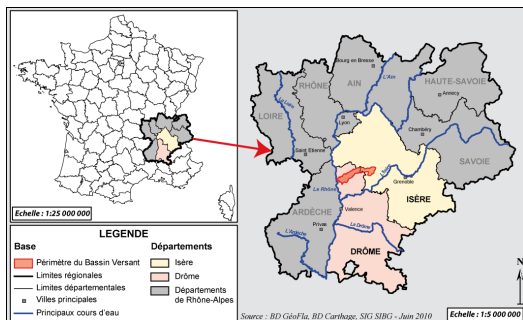 Echelle : 1:25 000 000
LEGENDE
Base
Périmètre du Bassin Versant
Limites régionales
Limites départementales
Villes principales
Principaux cours d'eau
Départements
Isère
Drôme
Départements
de Rhône-Alpes
Bourg en Bresse
L'Ain
HAUTE-SAVOIE
RHÔNE
AIN
Annecy
LOIRE
La Loire
Lyon
Chambéry
Saint Etienne
SAVOIE
Le Rhône
Grenoble
ISÈRE
ARDÈCHE
Valence
Privas
La Drôme
L'Ardèche
DRÔME
N
Source : BD GéoFla, BD Carthage, SIG SIBG - Juin 2010
Echelle : 1:5 000 000